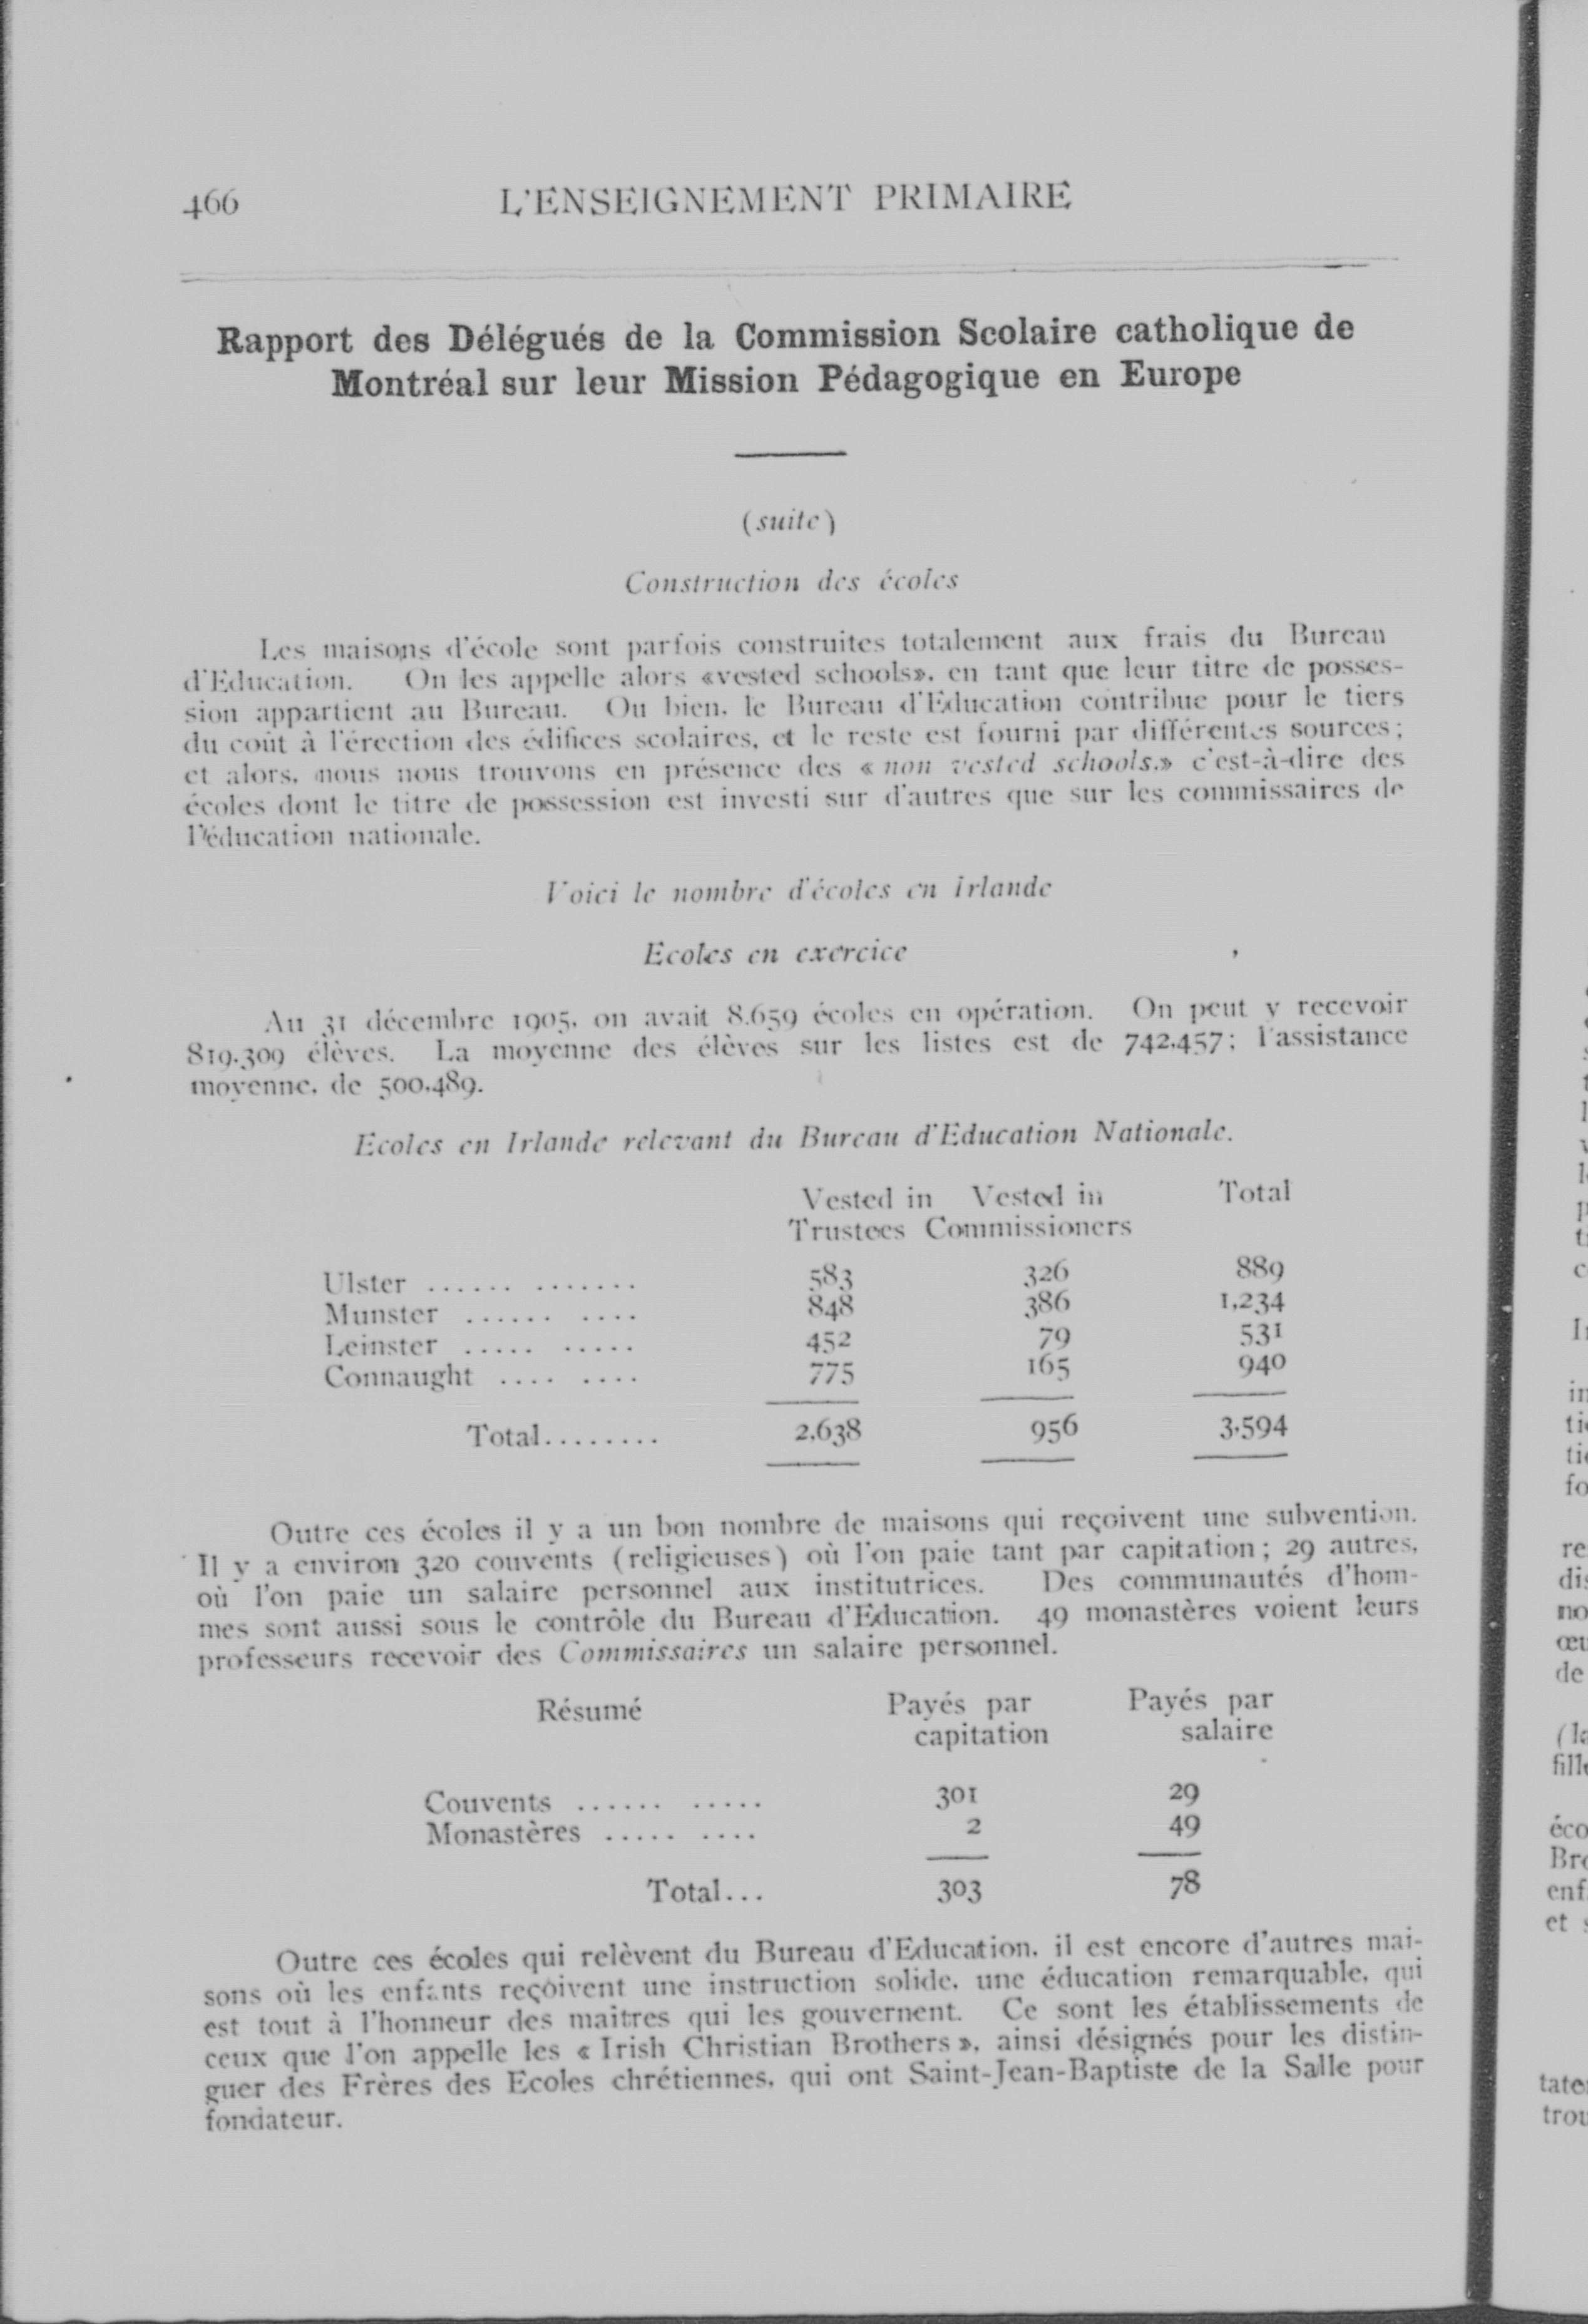 466
L'ENSEIGNEMENT PRIMAIRE
Rapport des Délégués de la Commission Scolaire catholique de
Montréal sur leur Mission Pédagogique en Europe
(suite)
Construction des écoles
Les maisons d'école sont parfois construites totalement aux frais du Bureau
d'Education. On les appelle alors «vested schools», en tant que leur titre de posses-
sion appartient au Bureau. Ou bien, le Bureau d'Education contribue pour le tiers
du coût à l'érection des édifices scolaires, et le reste est fourni par différentes sources;
et alors, nous nous trouvons en présence des « non vested schools,» c'est-à-dire des
écoles dont le titre de possession est investi sur d'autres que sur les commissaires de
l'éducation nationale.
Voici le nombre d'écoles en irlande
Ecoles en exercice
Au 31 décembre 1905, on avait 8.659 écoles en opération. On peut y recevoir
819.309 élèves. La moyenne des élèves sur les listes est de 742,457; l'assistance
moyenne, de 500,489.
Ecoles en Irlande relevant du Bureau d'Education Nationale.
Vested in Vested in Total
Trustees Commissioners
Ulster ...... ....... 583 326 889
Munster ...... .... 848 386 1,234
Leinster ..... ..... 452 79 531
Connaught .... .... 775 165 940
Total........ 2,638 956 3,594
Outre ces écoles il y a un bon nombre de maisons qui reçoivent une subvention.
Il y a environ 320 couvents (religieuses) où l'on paie tant par capitation; 29 autres,
où l'on paie un salaire personnel aux institutrices. Des communautés d'hom-
mes sont aussi sous le contrôle du Bureau d'Education. 49 monastères voient leurs
professeurs recevoir des Commissaires un salaire personnel.
Résumé Payés par Payés par
capitation salaire
Couvents ...... ..... 301 29
Monastères ..... .... 2 49
Total... 303 78
Outre ces écoles qui relèvent du Bureau d'Education, il est encore d'autres mai-
sons où les enfants reçoivent une instruction solide, une éducation remarquable, qui
est tout à l'honneur des maitres qui les gouvernent. Ce sont les établissements de
ceux que l'on appelle les « Irish Christian Brothers », ainsi désignés pour les distin-
guer des Frères des Ecoles chrétiennes, qui ont Saint-Jean-Baptiste de la Salle pour
fondateur.